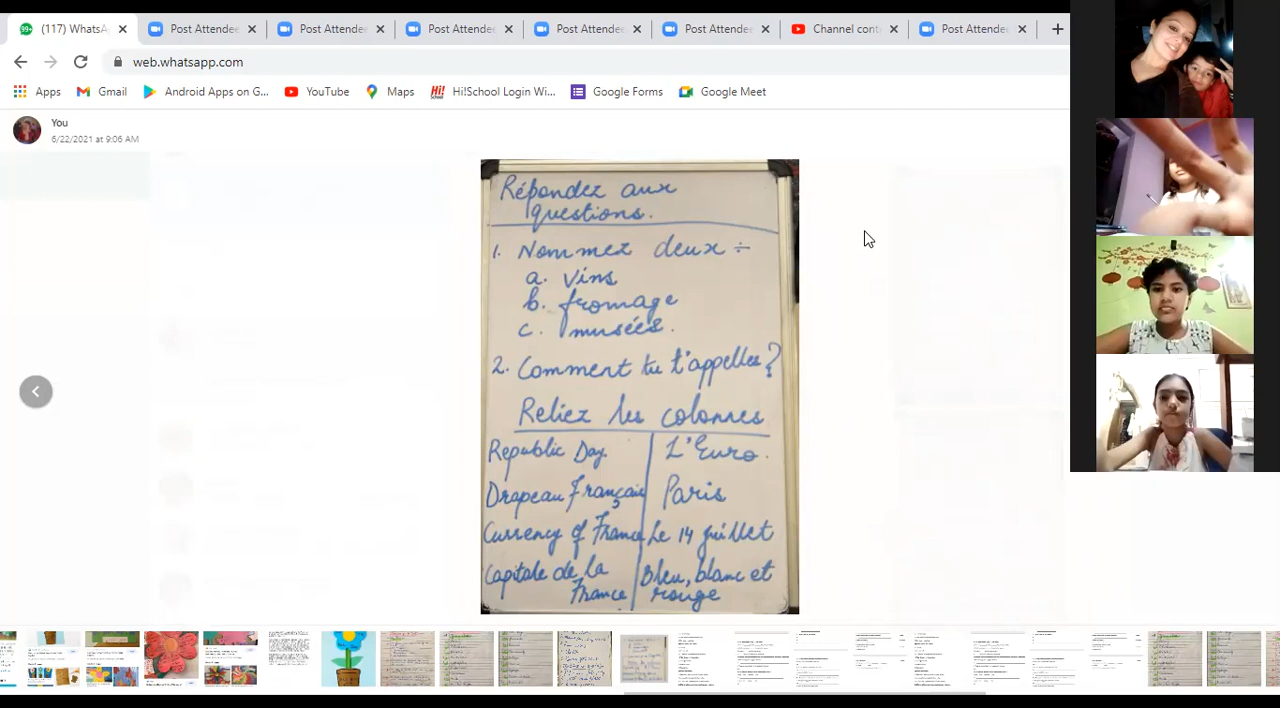 (117) WhatsA
Post Attendee
Post Attendee
Post Attendee
Post Attendee
Post Attendee
Channel cont
Post Attendee
web.whatsapp.com
Apps
Gmail
Android Apps on G...
YouTube
Maps
Hi! Hi!School Login Wi...
Google Forms
Google Meet
You
6/22/2021 at 9:06 AM
Répondez aux
questions.
1. Nommez deux ÷
a. vins
b. fromage
c. musées.
2. Comment tu t'appelles?
Reliez les colonnes
Republic Day
L'Euro.
Drapeau Français
Paris
Currency of France
Le 14 juillet
Capitale de la
France
Bleu, blanc et
rouge